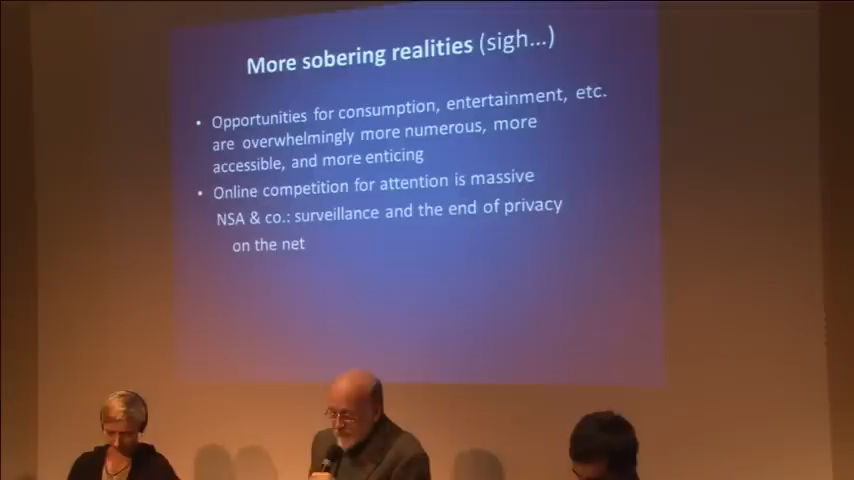 More sobering realities (sigh...)
• Opportunities for consumption, entertainment, etc.
are overwhelmingly more numerous, more
accessible, and more enticing
• Online competition for attention is massive
NSA & co.: surveillance and the end of privacy
on the net